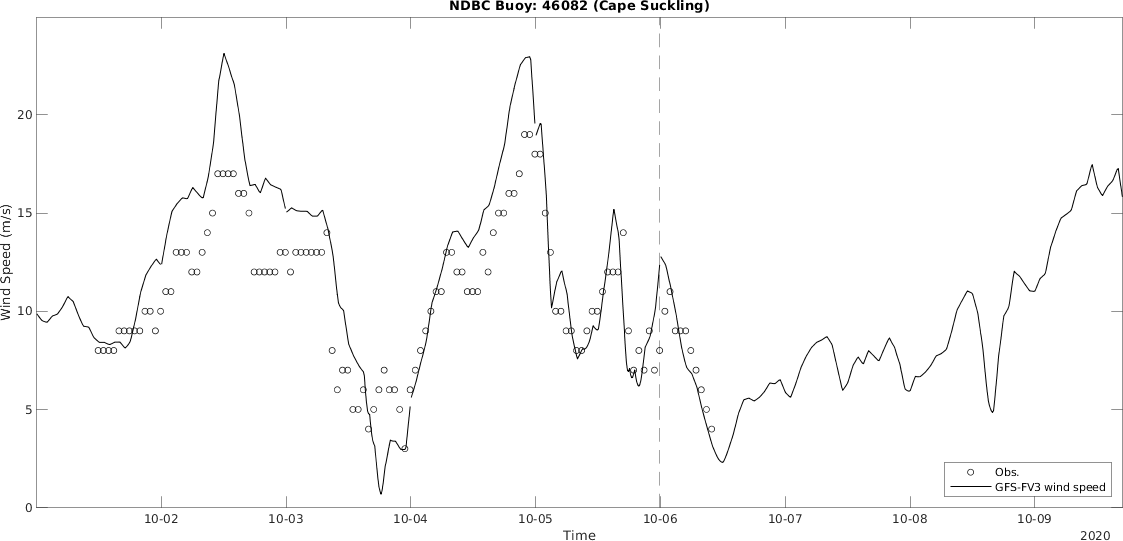 NDBC Buoy: 46082 (Cape Suckling)
Wind Speed (m/s)
20
15
10
5
0
Obs.
GFS-FV3 wind speed
10-02 10-03 10-04 10-05 10-06 10-07 10-08 10-09
Time
2020